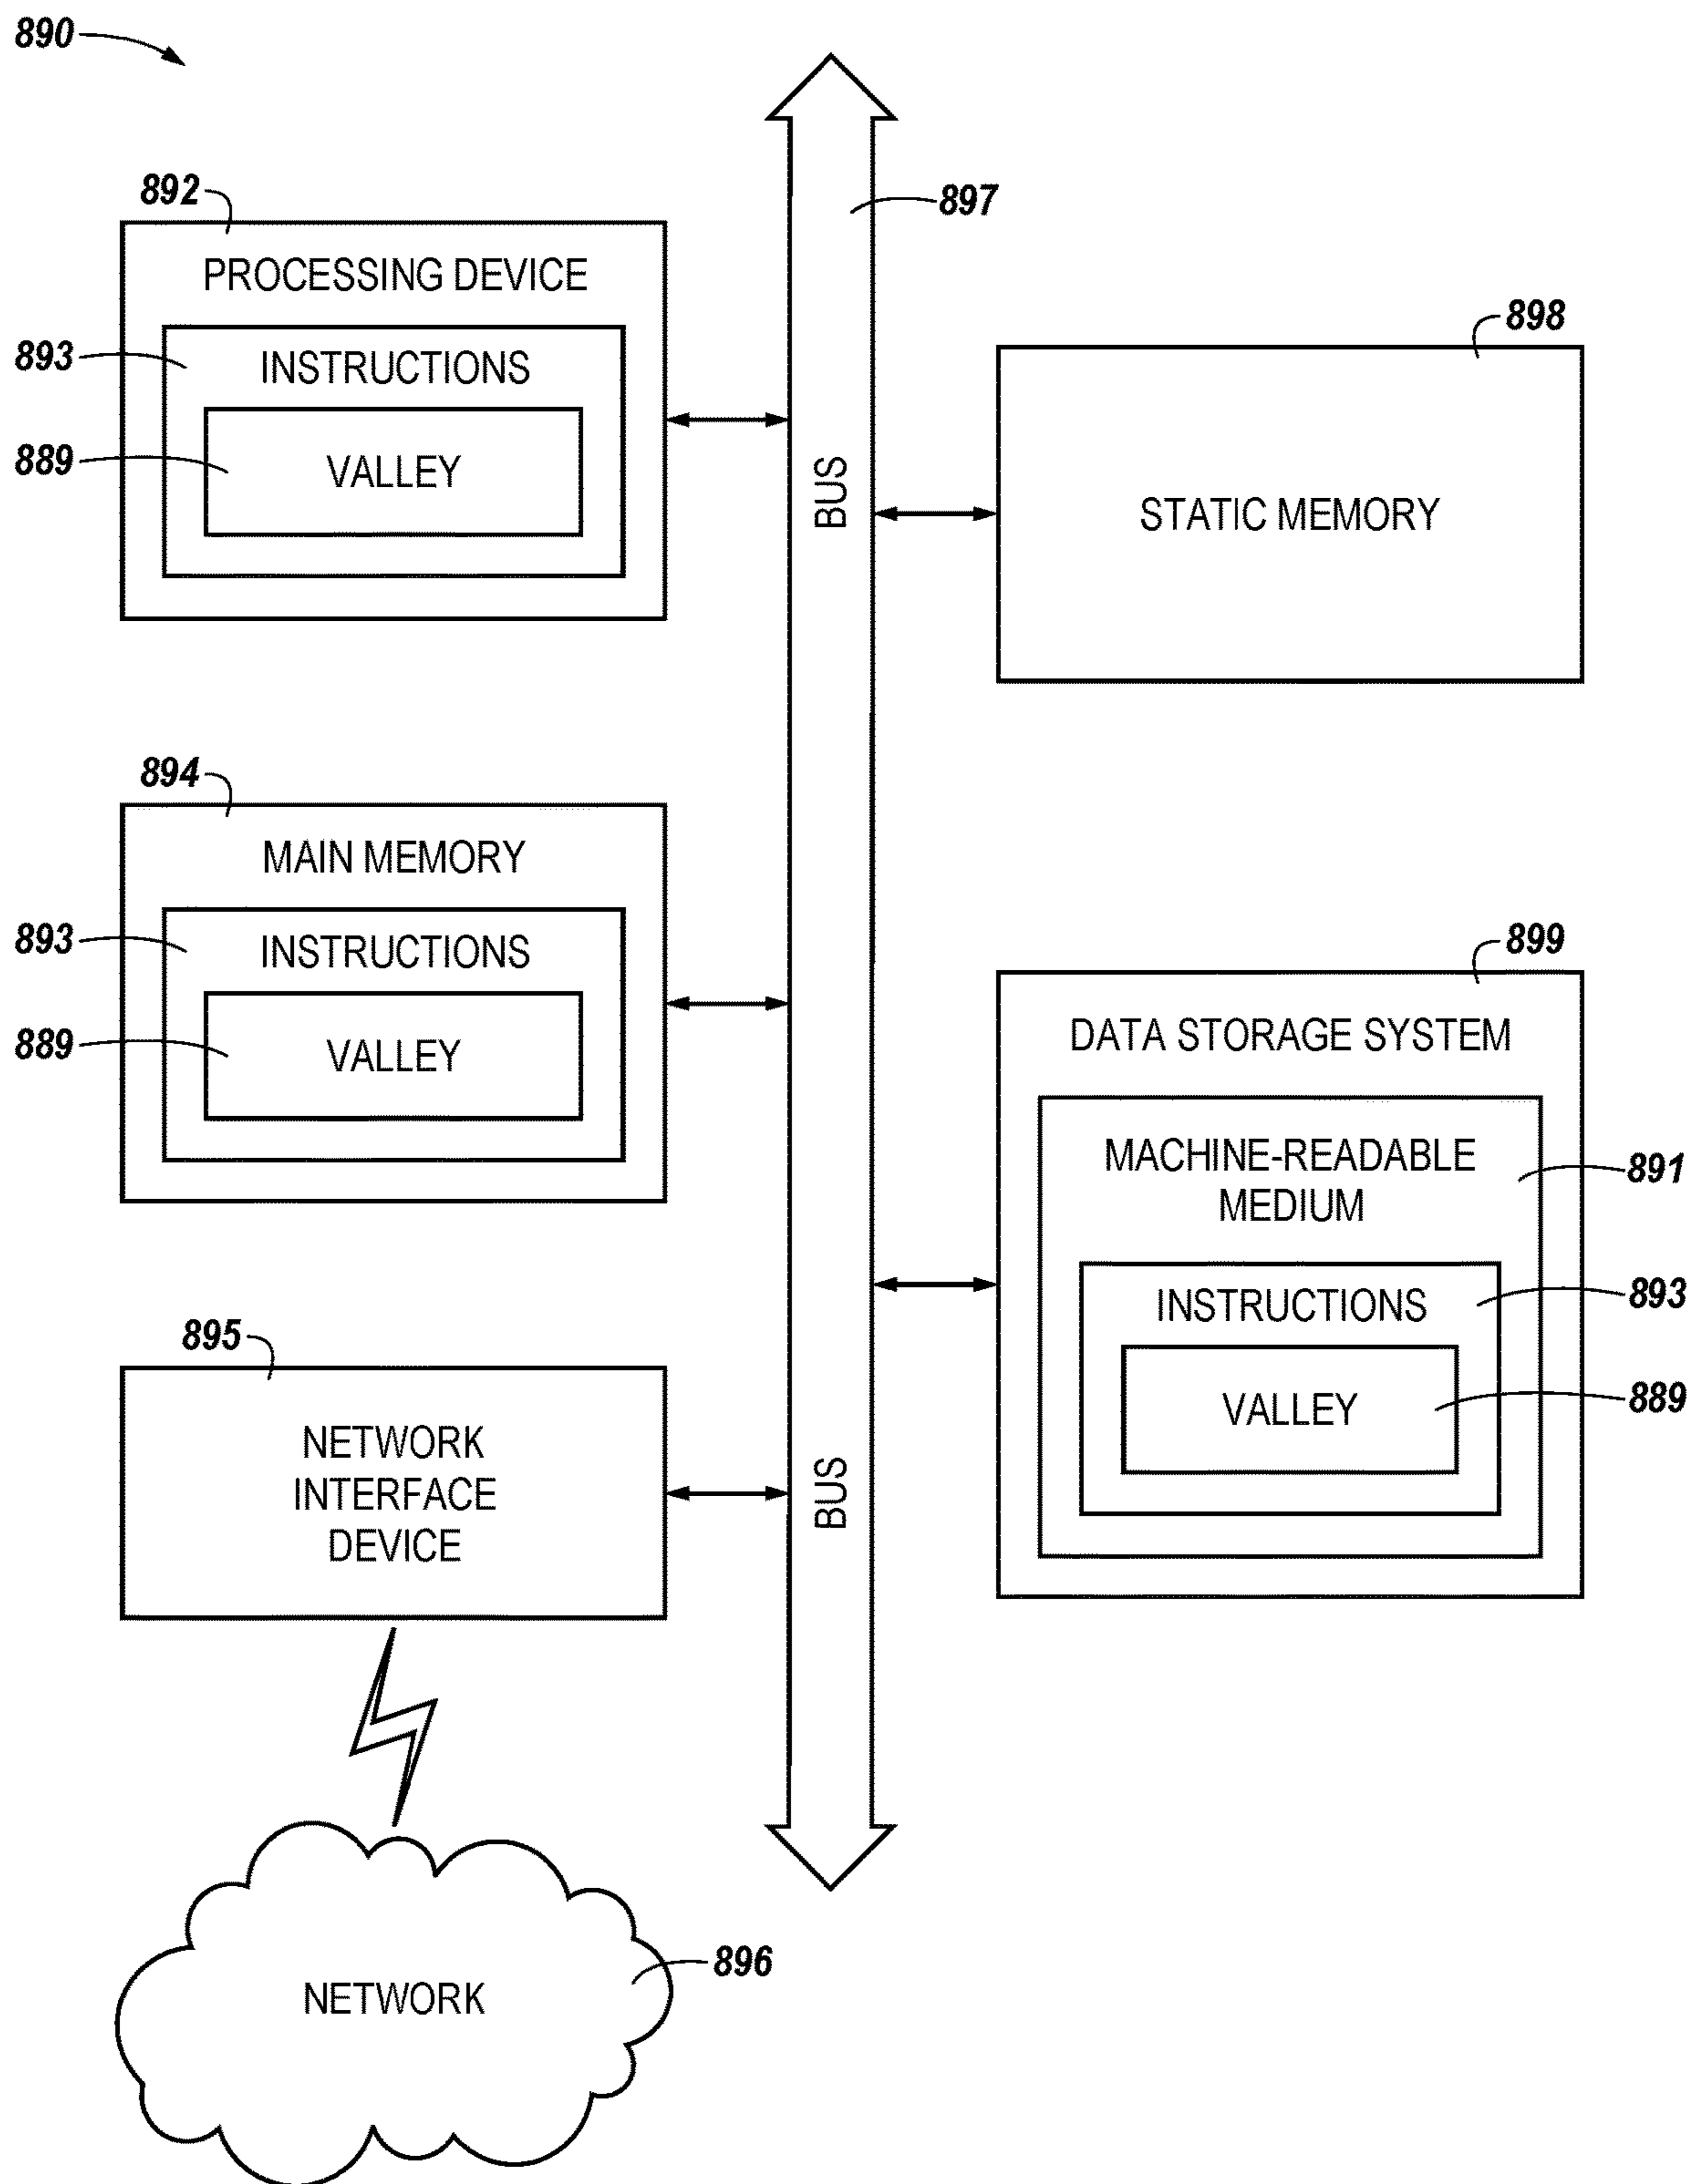 890
892
897
PROCESSING DEVICE
898
893
INSTRUCTIONS
889
VALLEY
BUS
STATIC MEMORY
894
MAIN MEMORY
893
INSTRUCTIONS
899
889
VALLEY
DATA STORAGE SYSTEM
MACHINE-READABLE
MEDIUM
891
893
INSTRUCTIONS
895
889
VALLEY
NETWORK
INTERFACE
DEVICE
BUS
896
NETWORK